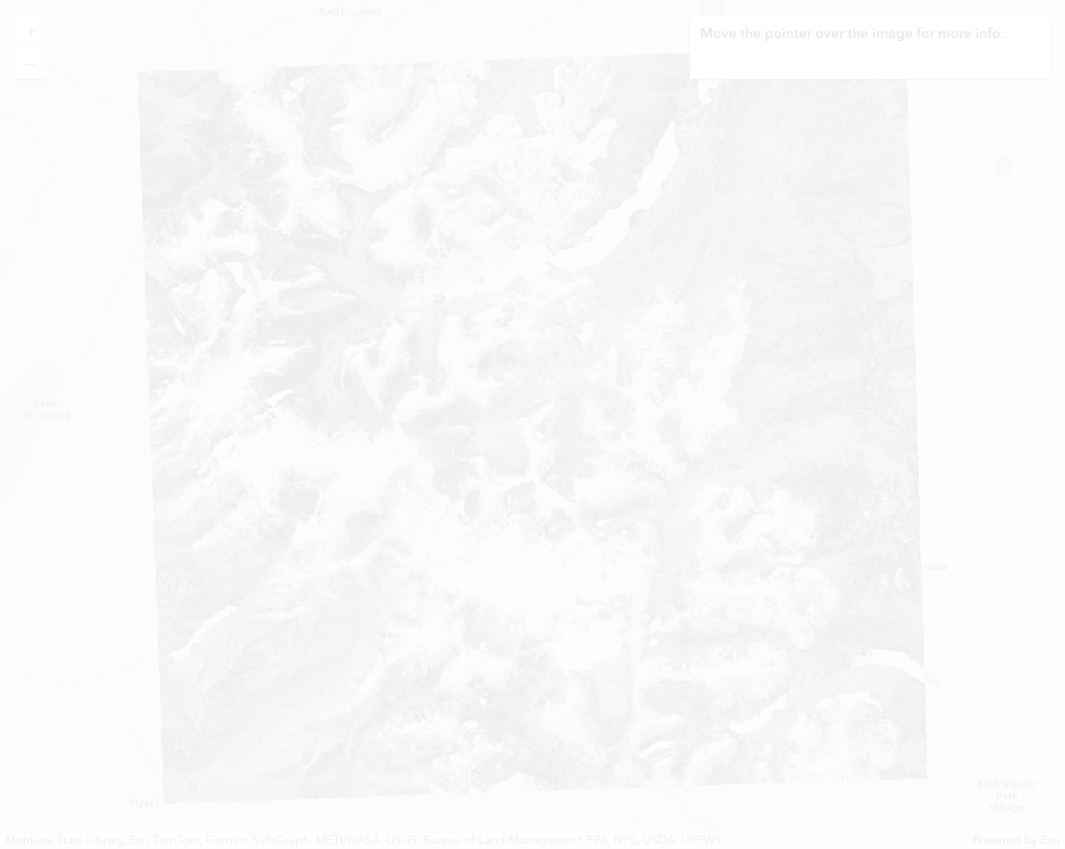 Swiftcurrent
+
Move the pointer over the image for more info.
–
Lake
McDonald
Nyack
East Glacier
Park
Village
Montana State Library, Esri, TomTom, Garmin, SafeGraph, METI/NASA, USGS, Bureau of Land Management, EPA, NPS, USDA, USFWS
Powered by Esri